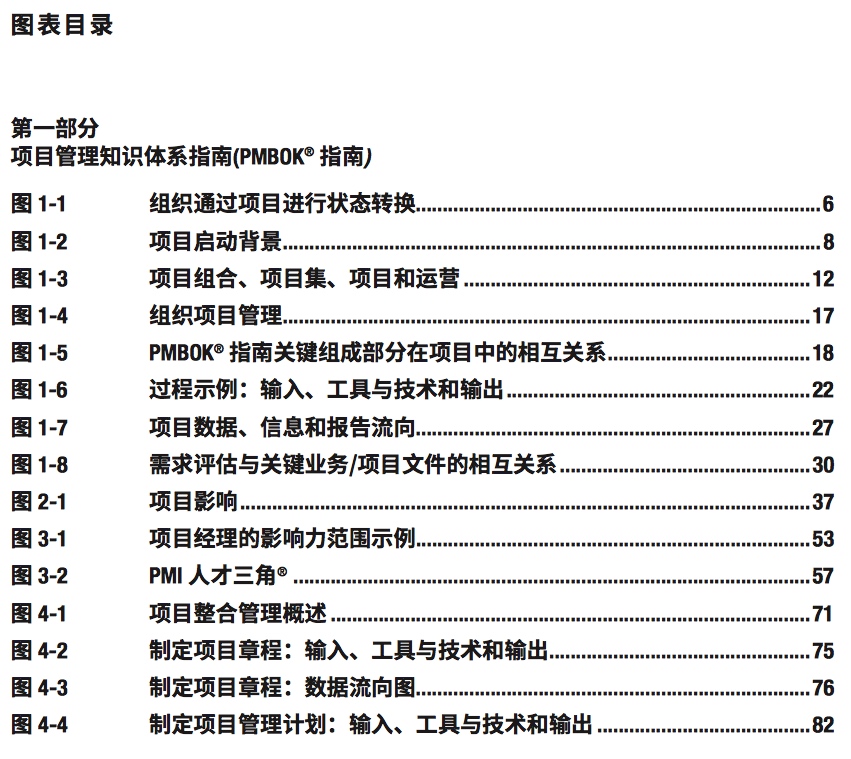 图表目录
第一部分
项目管理知识体系指南(PMBOK® 指南)
图 1-1 组织通过项目进行状态转换................................................................................6
图 1-2 项目启动背景................................................................................8
图 1-3 项目组合、项目集、项目和运营................................................................................12
图 1-4 组织项目管理................................................................................17
图 1-5 PMBOK® 指南关键组成部分在项目中的相互关系................................................................................18
图 1-6 过程示例：输入、工具与技术和输出................................................................................22
图 1-7 项目数据、信息和报告流向................................................................................27
图 1-8 需求评估与关键业务/项目文件的相互关系................................................................................30
图 2-1 项目影响................................................................................37
图 3-1 项目经理的影响力范围示例................................................................................53
图 3-2 PMI 人才三角® ................................................................................57
图 4-1 项目整合管理概述................................................................................71
图 4-2 制定项目章程：输入、工具与技术和输出................................................................................75
图 4-3 制定项目章程：数据流向图................................................................................76
图 4-4 制定项目管理计划：输入、工具与技术和输出................................................................................82